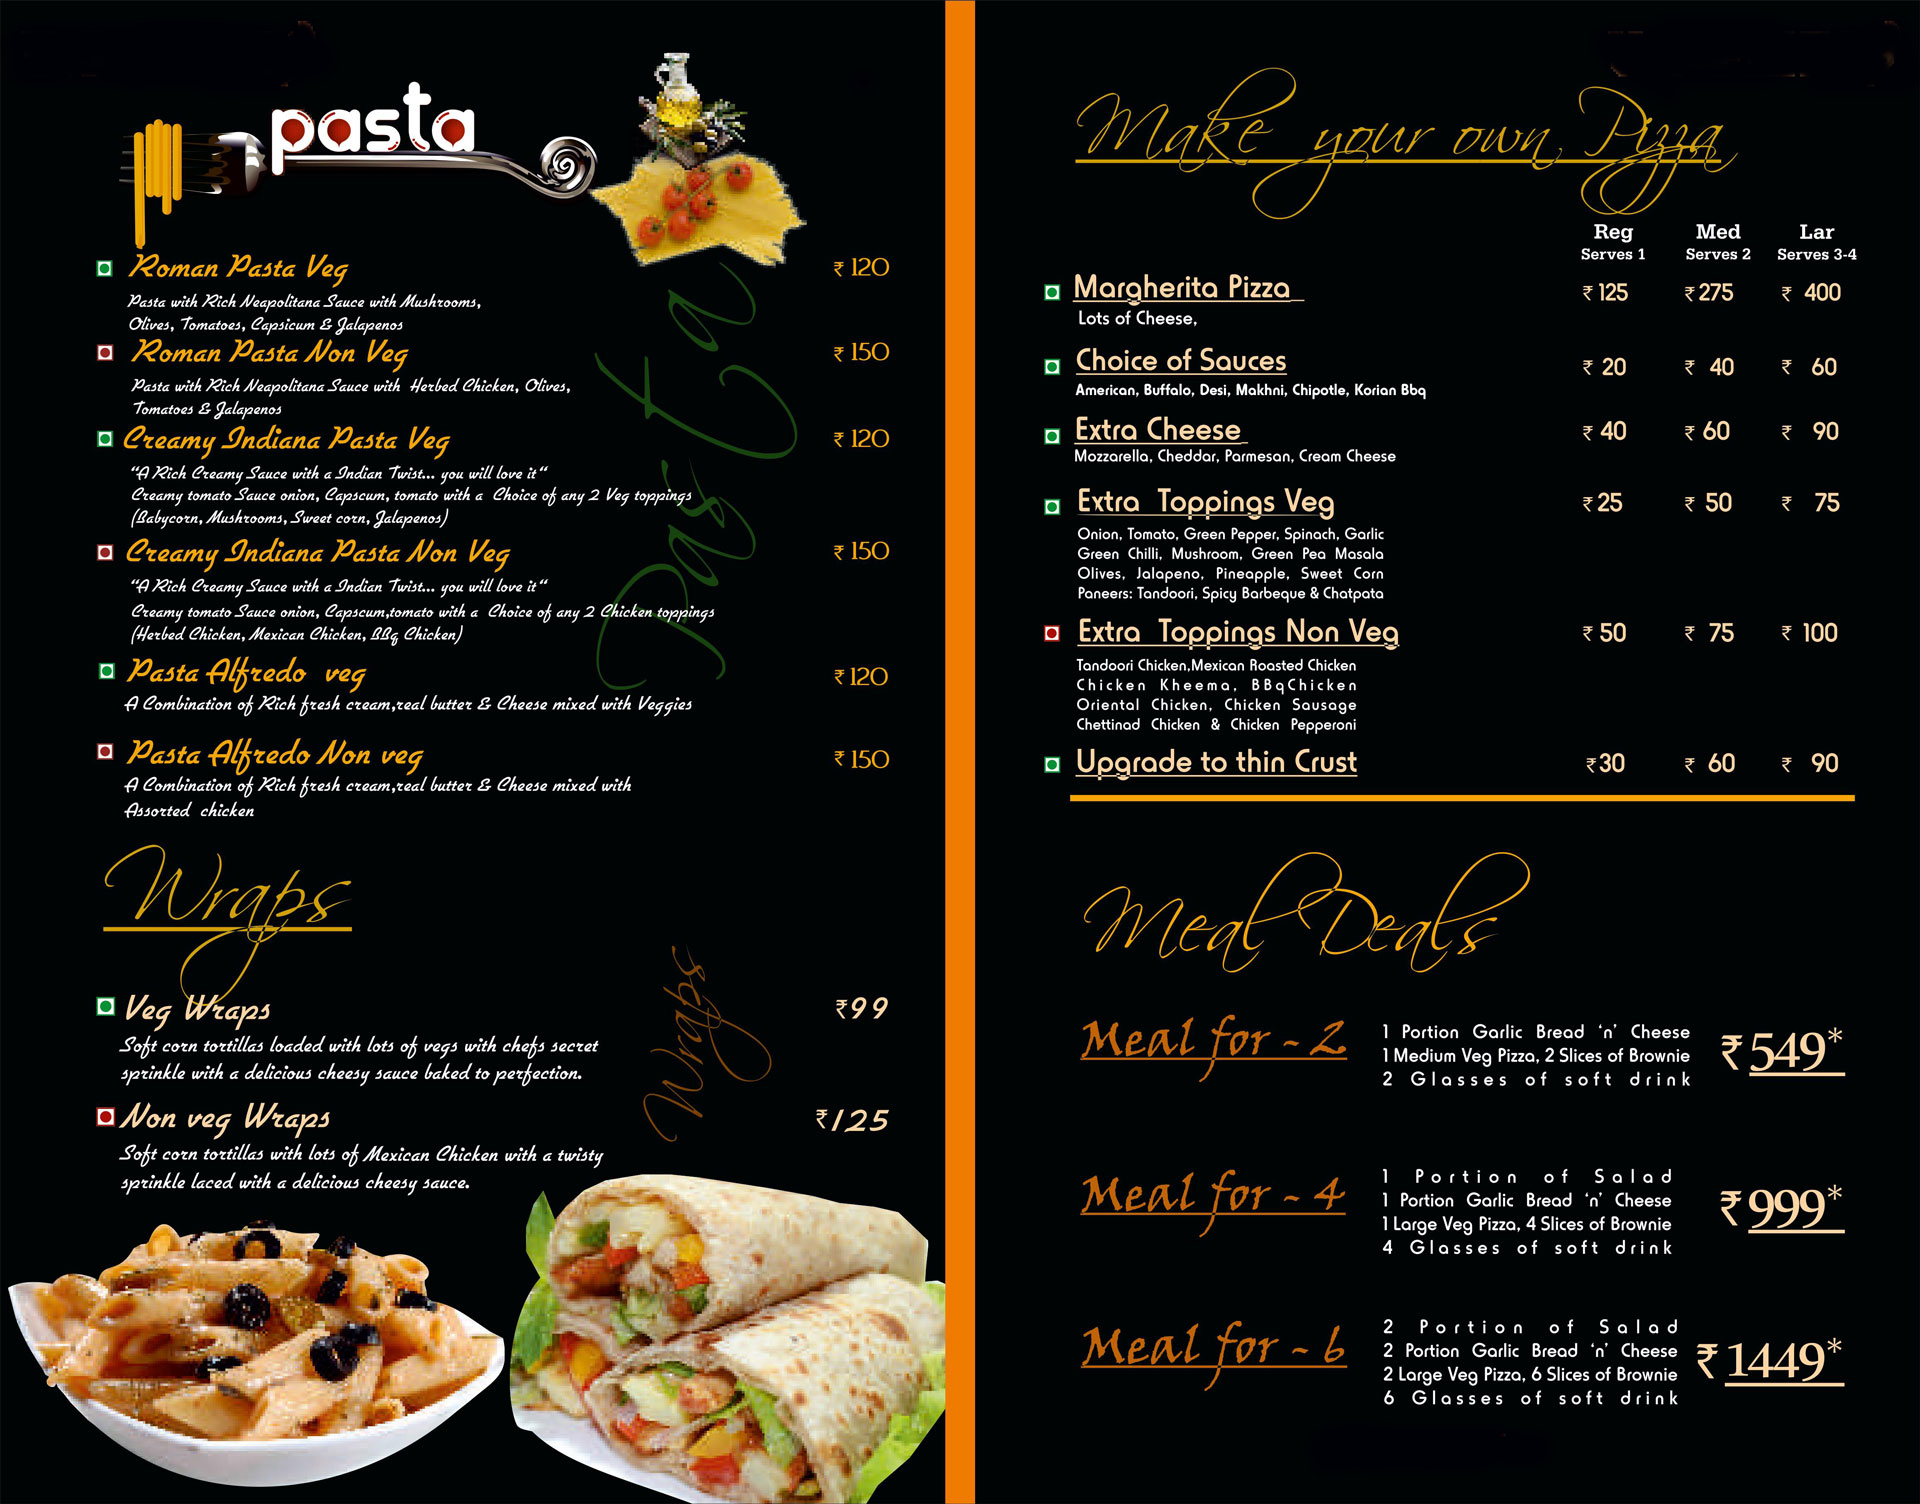 pasta
Roman Pasta Veg ₹ 120
Pasta with Rich Neapolitana Sauce with Mushrooms,
Olives, Tomatoes, Capsicum & Jalapenos
Roman Pasta Non Veg ₹ 150
Pasta with Rich Neapolitana Sauce with Herbed Chicken, Olives,
Tomatoes & Jalapenos
Creamy Indiana Pasta Veg ₹ 120
“A Rich Creamy Sauce with a Indian Twist... you will love it“
Creamy tomato Sauce onion, Capscum, tomato with a Choice of any 2 Veg toppings
(Babycorn, Mushrooms, Sweet corn, Jalapenos)
Creamy Indiana Pasta Non Veg ₹ 150
“A Rich Creamy Sauce with a Indian Twist... you will love it“
Creamy tomato Sauce onion, Capscum,tomato with a Choice of any 2 Chicken toppings
(Herbed Chicken, Mexican Chicken, BBq Chicken)
Pasta Alfredo veg ₹ 120
A Combination of Rich fresh cream,real butter & Cheese mixed with Veggies
Pasta Alfredo Non veg ₹ 150
A Combination of Rich fresh cream,real butter & Cheese mixed with
Assorted chicken
Pasta
Wraps
Veg Wraps ₹99
Soft corn tortillas loaded with lots of vegs with chefs secret
sprinkle with a delicious cheesy sauce baked to perfection.
Non veg Wraps ₹125
Soft corn tortillas with lots of Mexican Chicken with a twisty
sprinkle laced with a delicious cheesy sauce.
Wraps
Make your own Pizza
Reg Med Lar
Serves 1 Serves 2 Serves 3-4
Margherita Pizza ₹ 125 ₹ 275 ₹ 400
Lots of Cheese,
Choice of Sauces ₹ 20 ₹ 40 ₹ 60
American, Buffalo, Desi, Makhni, Chipotle, Korian Bbq
Extra Cheese ₹ 40 ₹ 60 ₹ 90
Mozzarella, Cheddar, Parmesan, Cream Cheese
Extra Toppings Veg ₹ 25 ₹ 50 ₹ 75
Onion, Tomato, Green Pepper, Spinach, Garlic
Green Chilli, Mushroom, Green Pea Masala
Olives, Jalapeno, Pineapple, Sweet Corn
Paneers: Tandoori, Spicy Barbeque & Chatpata
Extra Toppings Non Veg ₹ 50 ₹ 75 ₹ 100
Tandoori Chicken,Mexican Roasted Chicken
Chicken Kheema, BBqChicken
Oriental Chicken, Chicken Sausage
Chettinad Chicken & Chicken Pepperoni
Upgrade to thin Crust ₹30 ₹ 60 ₹ 90
Meal Deals
Meal for - 2
1 Portion Garlic Bread ‘n’ Cheese
1 Medium Veg Pizza, 2 Slices of Brownie
2 Glasses of soft drink
₹549*
Meal for - 4
1 Portion of Salad
1 Portion Garlic Bread ‘n’ Cheese
1 Large Veg Pizza, 4 Slices of Brownie
4 Glasses of soft drink
₹999*
Meal for - 6
2 Portion of Salad
2 Portion Garlic Bread ‘n’ Cheese
2 Large Veg Pizza, 6 Slices of Brownie
6 Glasses of soft drink
₹1449*